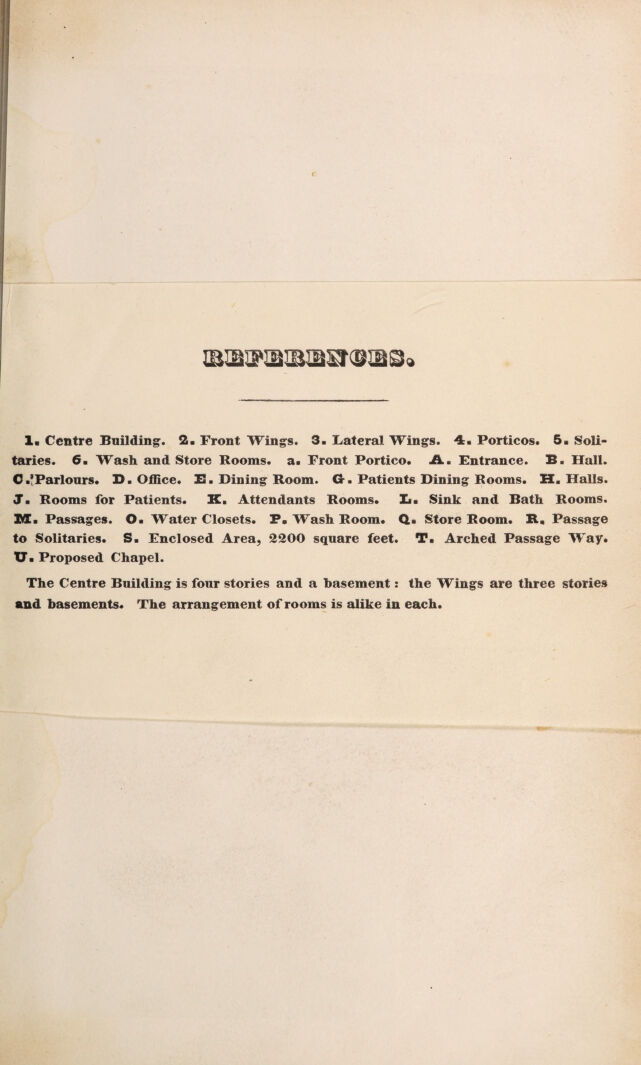 REFERENCES.
1. Centre Building. 2. Front Wings. 3. Lateral Wings. 4. Porticos. 5. Soli-
taries. 6. Wash and Store Rooms. a. Front Portico. A. Entrance. B. Hall.
C. Parlours. D. Office. E. Dining Room. G. Patients Dining Rooms. H. Halls.
J. Rooms for Patients. K. Attendants Rooms. L. Sink and Bath Rooms.
M. Passages. O. Water Closets. P. Wash Room. Q. Store Room. R. Passage
to Solitaries. S. Enclosed Area, 2200 square feet. T. Arched Passage Way.
U. Proposed Chapel.
The Centre Building is four stories and a basement: the Wings are three stories
and basements. The arrangement of rooms is alike in each.